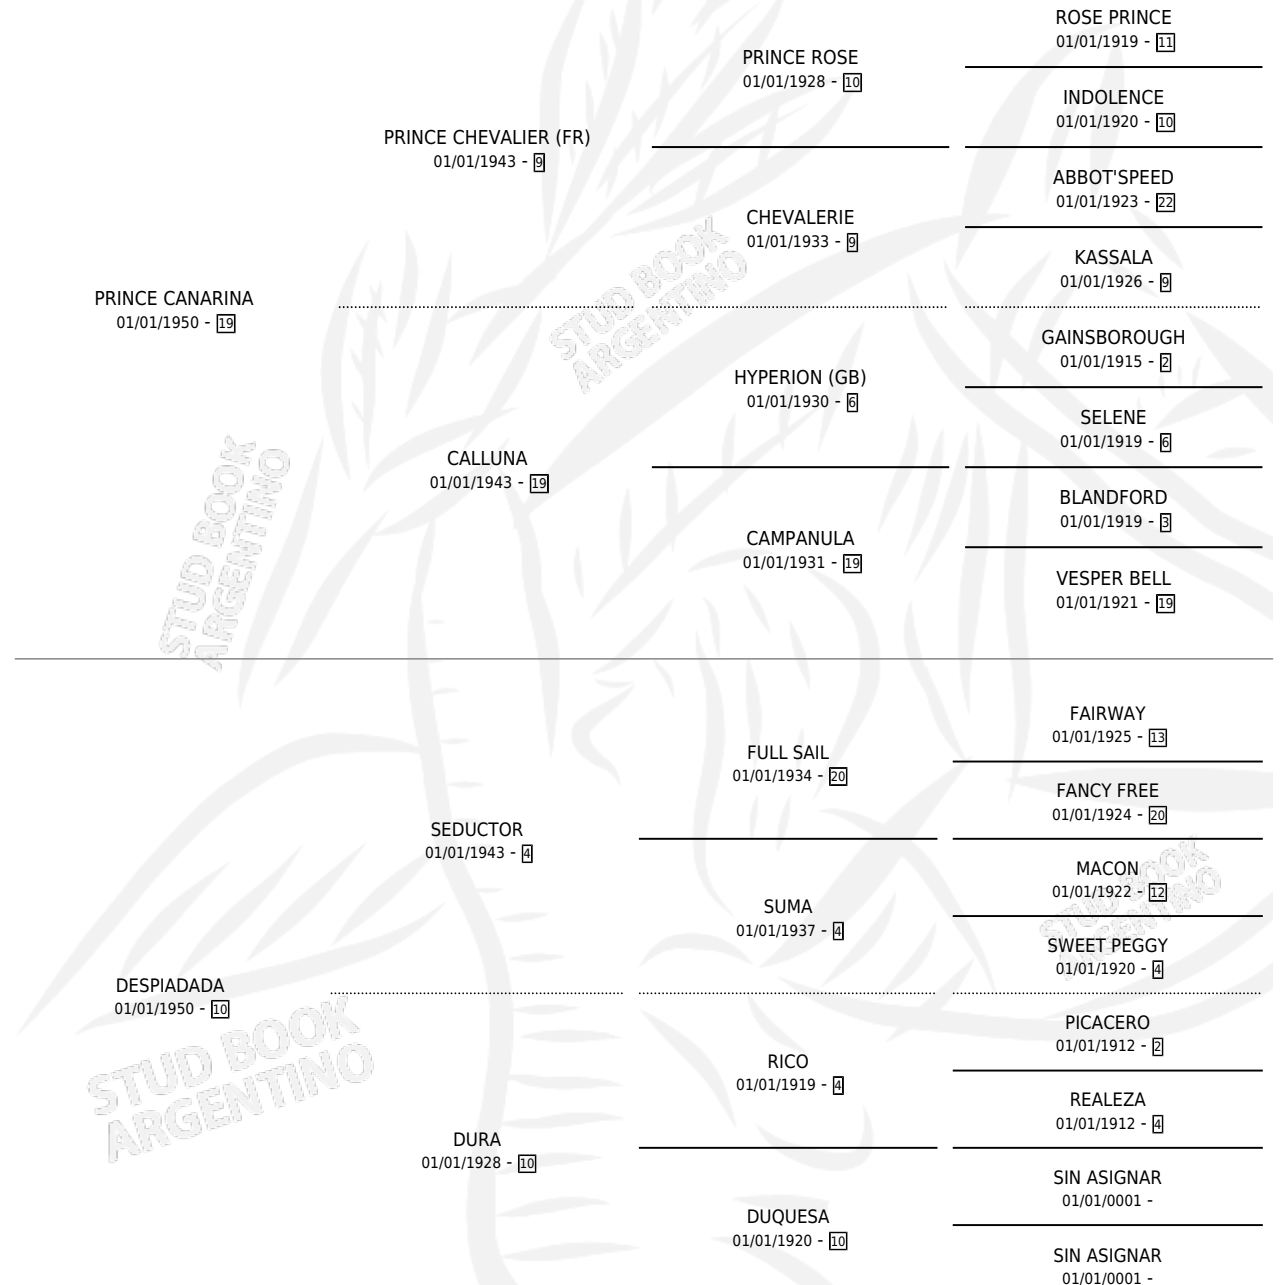 ROSE PRINCE
01/01/1919 - 11
PRINCE ROSE
01/01/1928 - 10
INDOLENCE
01/01/1920 - 10
PRINCE CHEVALIER (FR)
01/01/1943 - 9
ABBOT'SPEED
01/01/1923 - 22
CHEVALERIE
01/01/1933 - 9
KASSALA
01/01/1926 - 9
PRINCE CANARINA
01/01/1950 - 19
STUD BOOK
ARGENTINO
GAINSBOROUGH
01/01/1915 - 2
HYPERION (GB)
01/01/1930 - 6
SELENE
01/01/1919 - 6
CALLUNA
01/01/1943 - 19
BLANDFORD
01/01/1919 - 3
CAMPANULA
01/01/1931 - 19
VESPER BELL
01/01/1921 - 19
STUD BOOK
ARGENTINO
FAIRWAY
01/01/1925 - 13
FULL SAIL
01/01/1934 - 20
FANCY FREE
01/01/1924 - 20
SEDUCTOR
01/01/1943 - 4
MACON
01/01/1922 - 12
SUMA
01/01/1937 - 4
SWEET PEGGY
01/01/1920 - 4
STUD BOOK
ARGENTINO
DESPIADADA
01/01/1950 - 10
PICACERO
01/01/1912 - 2
RICO
01/01/1919 - 4
REALEZA
01/01/1912 - 4
DURA
01/01/1928 - 10
SIN ASIGNAR
01/01/0001 -
DUQUESA
01/01/1920 - 10
SIN ASIGNAR
01/01/0001 -
STUD BOOK
ARGENTINO